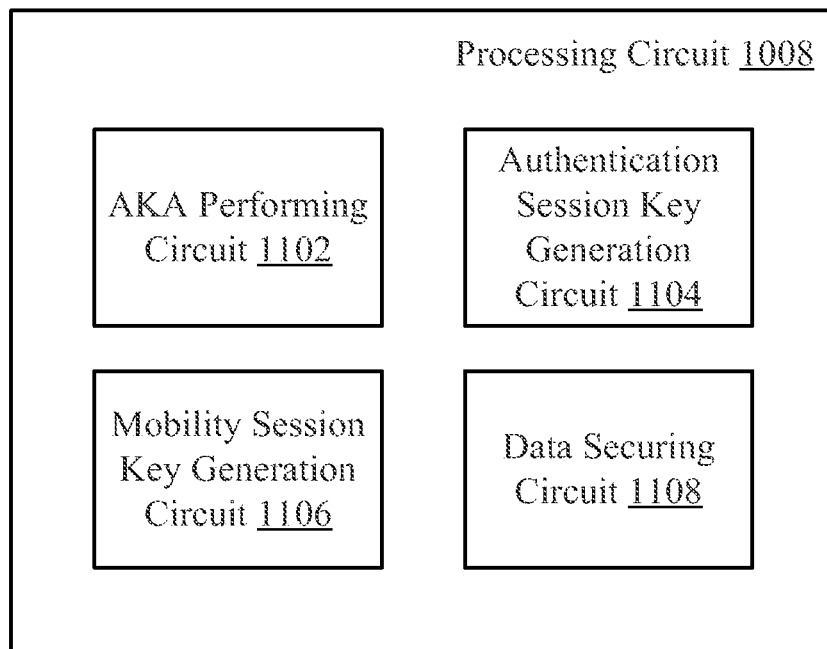 Processing Circuit 1008
AKA Performing
Circuit 1102
Authentication
Session Key
Generation
Circuit 1104
Mobility Session
Key Generation
Circuit 1106
Data Securing
Circuit 1108